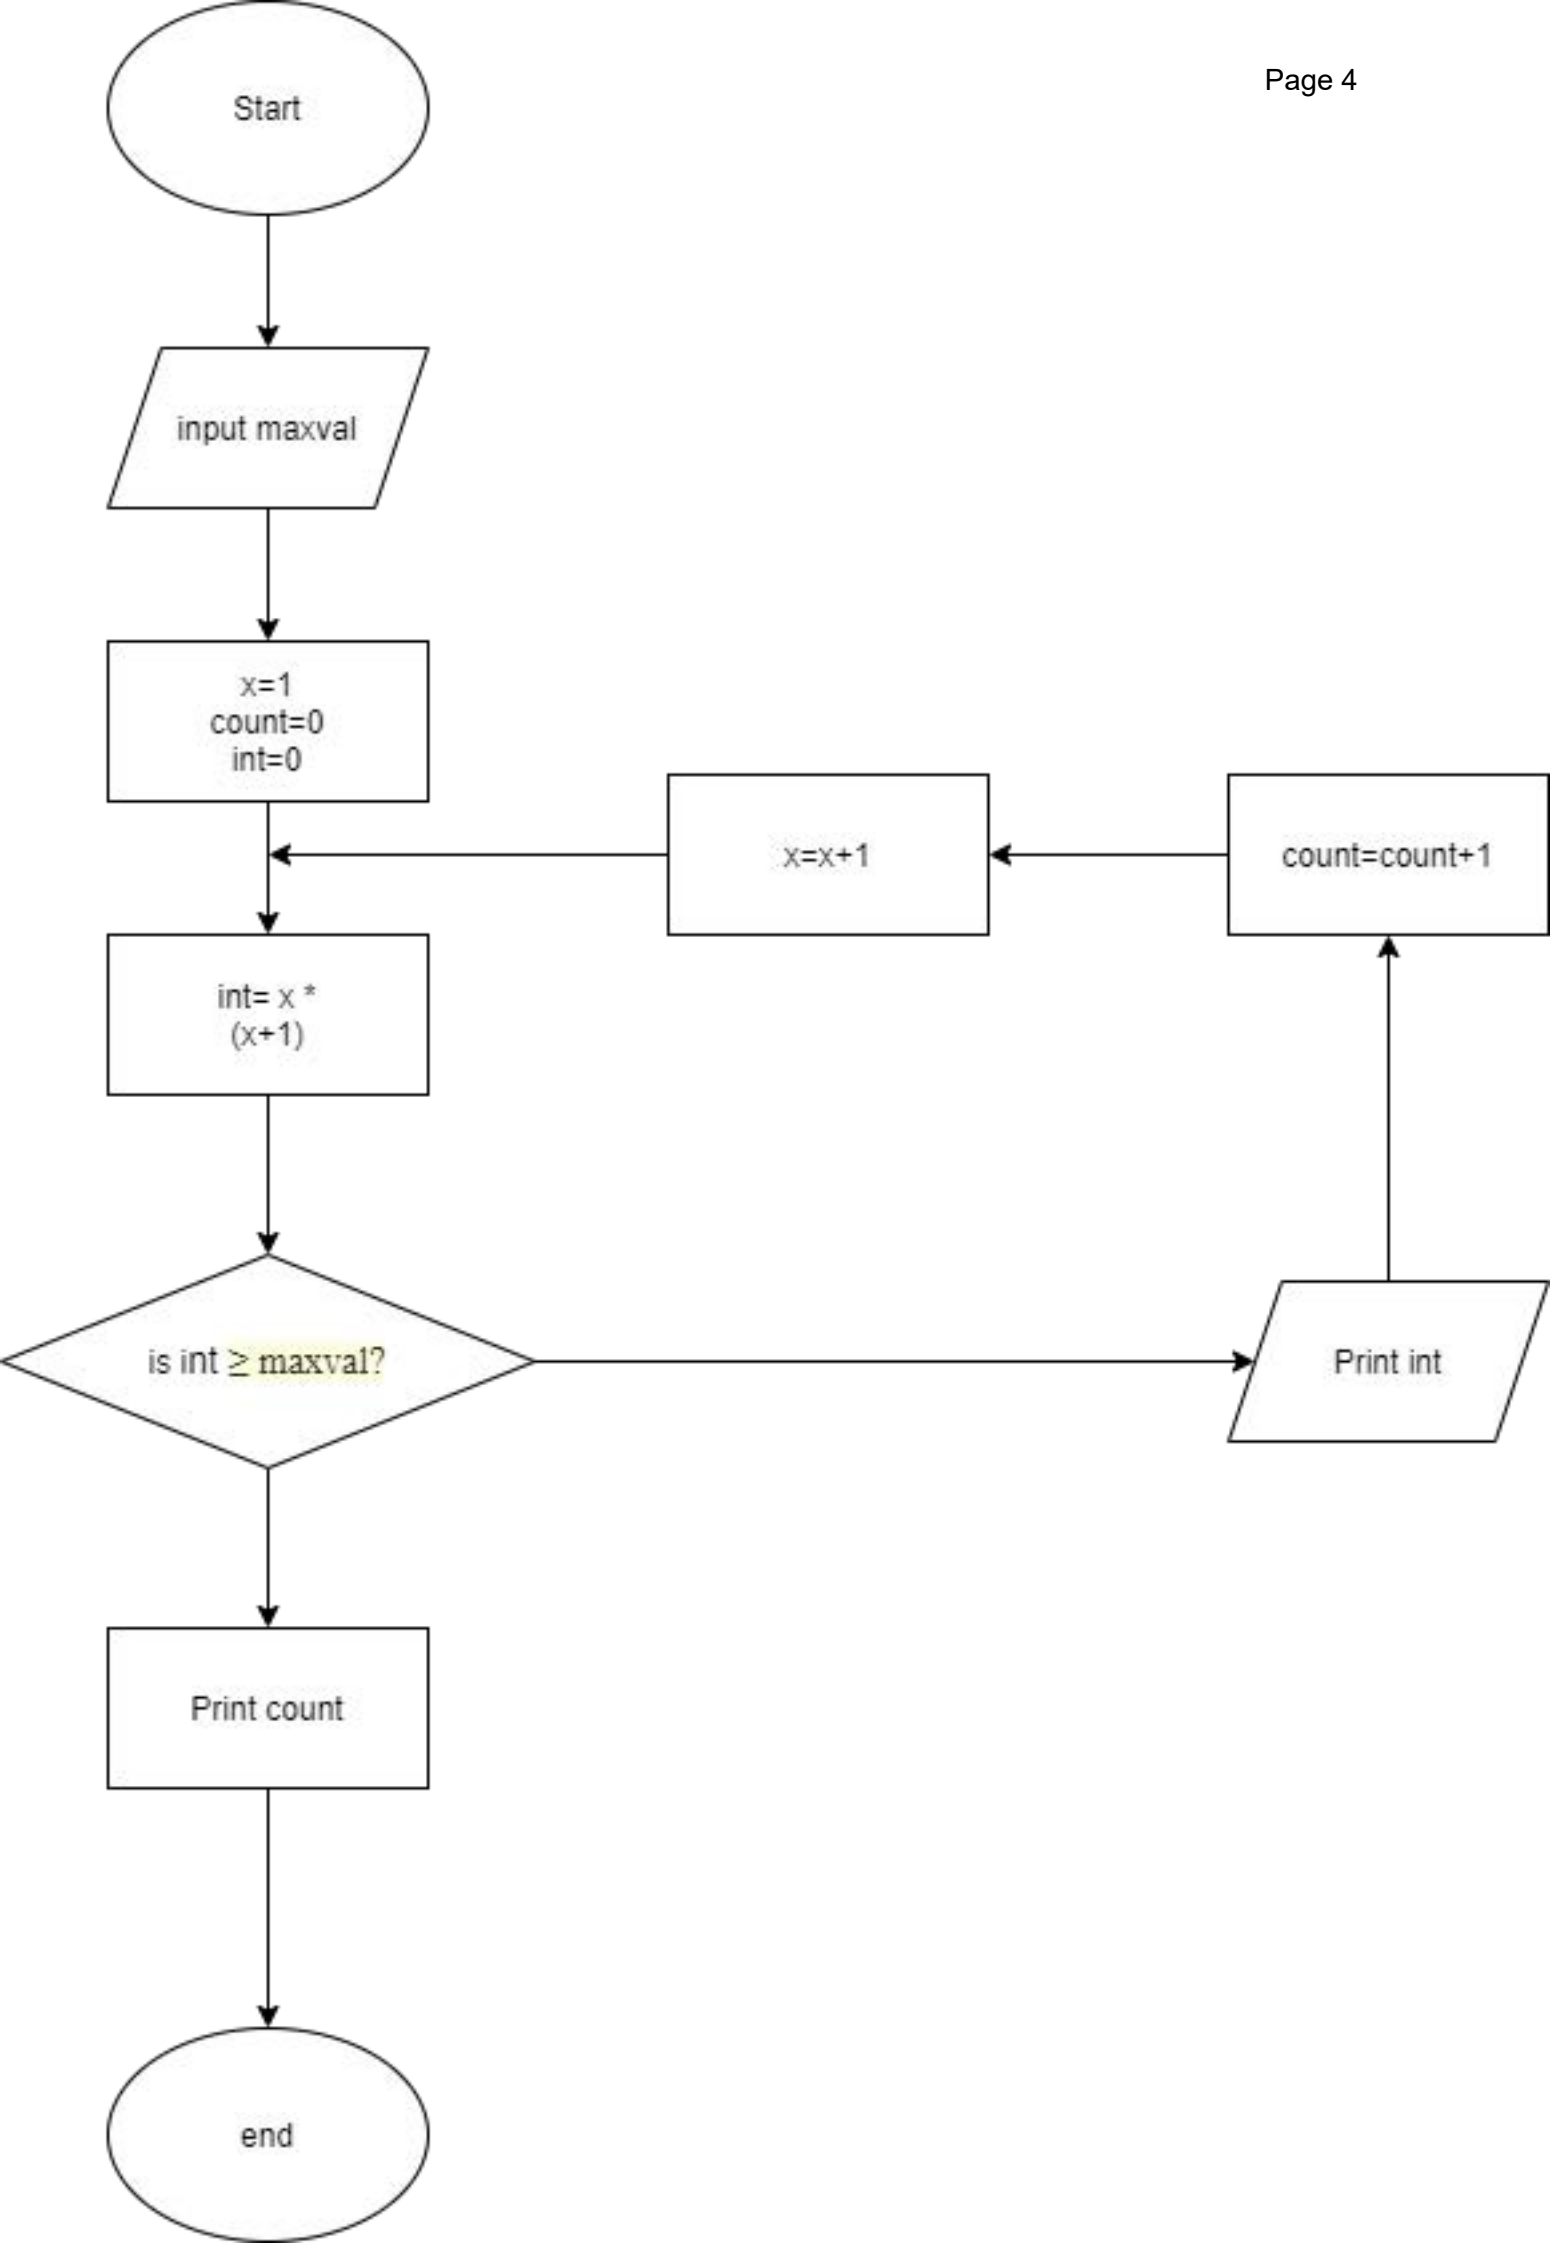 Page 4
Start
input maxval
x=1
count=0
int=0
x=x+1
count=count+1
int= x *
(x+1)
is int ≥ maxval?
Print int
Print count
end